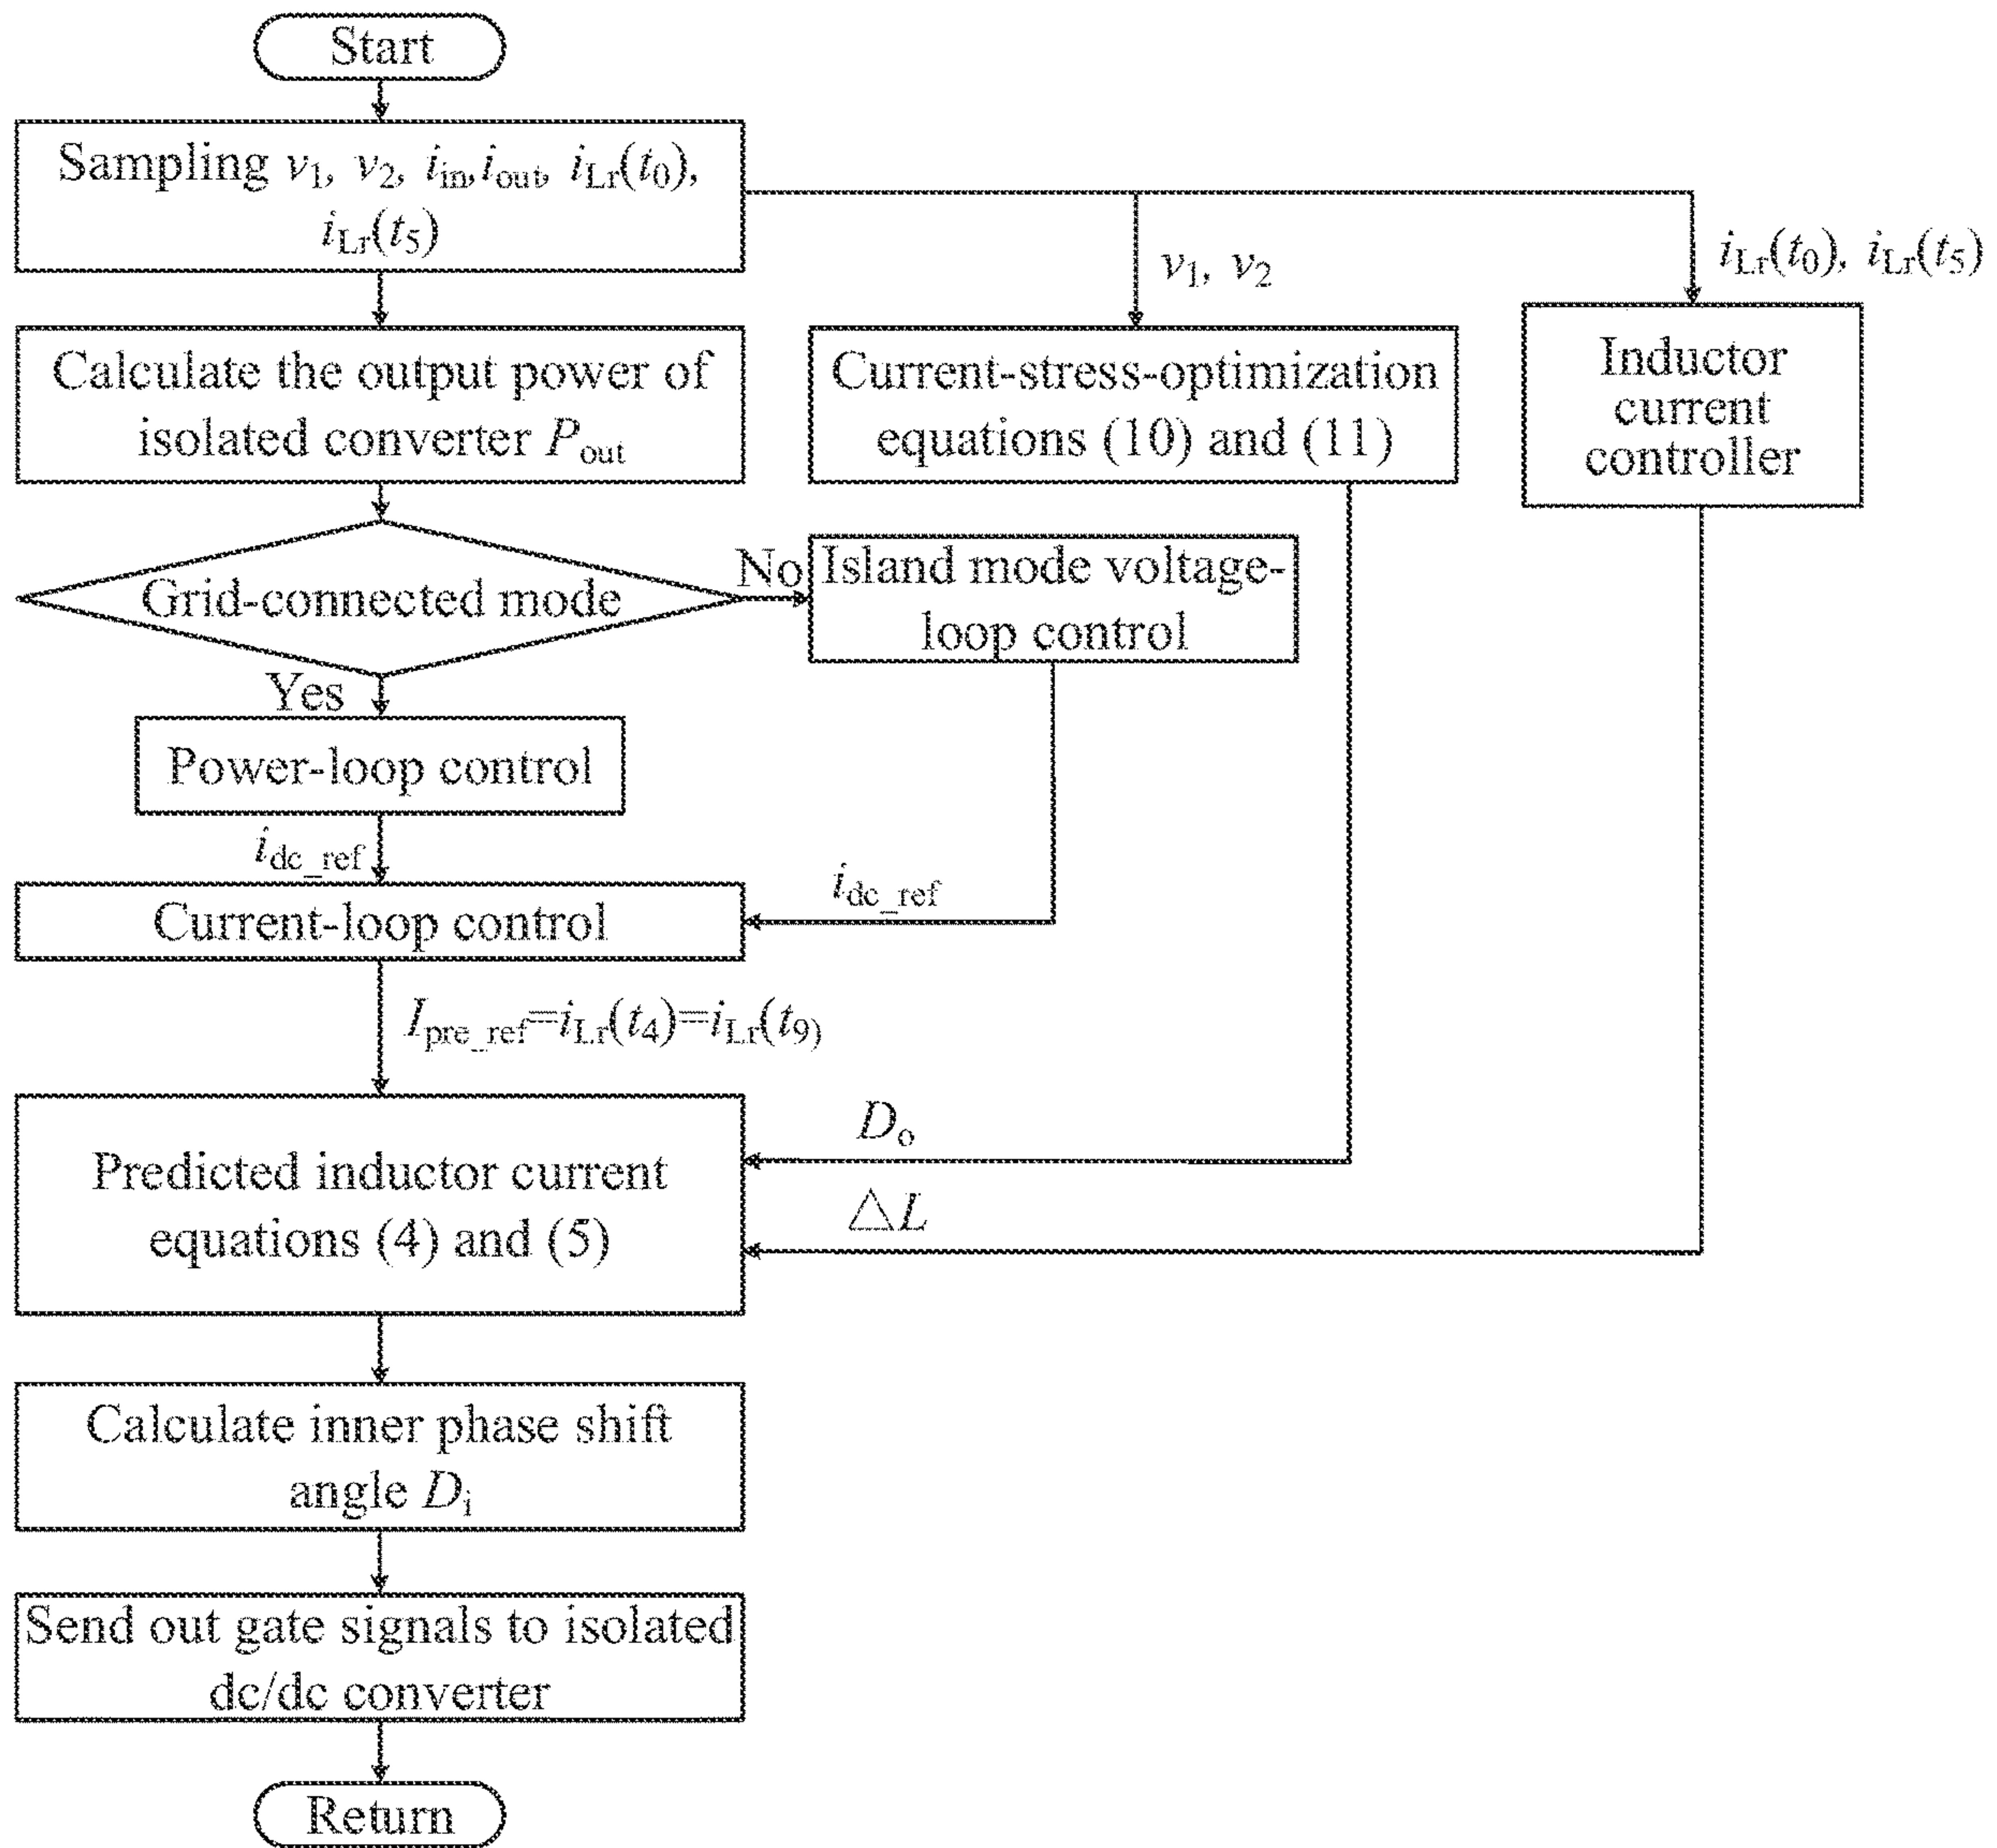 Start
Sampling v1, v2, iin,iout, iLr(t0),
iLr(t5)
v1, v2
iLr(t0), iLr(t5)
Calculate the output power of
isolated converter Pout
Current-stress-optimization
equations (10) and (11)
Inductor
current
controller
Grid-connected mode
No
Island mode voltage-
loop control
Yes
Power-loop control
idc_ref
idc_ref
Current-loop control
Ipre_ref=iLr(t4)=iLr(t9)
Do
Predicted inductor current
equations (4) and (5)
△L
Calculate inner phase shift
angle Di
Send out gate signals to isolated
dc/dc converter
Return